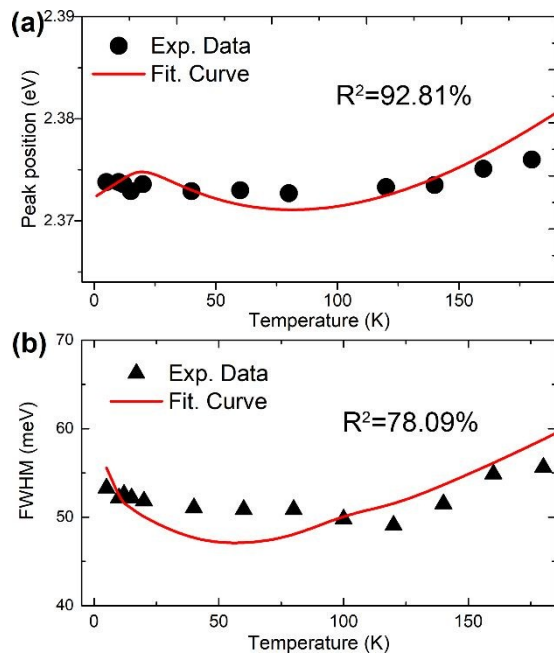 (a)
2.39
2.38
2.37
Peak position (eV)
Exp. Data
Fit. Curve
R²=92.81%
0 50 100 150
Temperature (K)
(b)
70
60
50
40
FWHM (meV)
Exp. Data
Fit. Curve
R²=78.09%
0 50 100 150
Temperature (K)